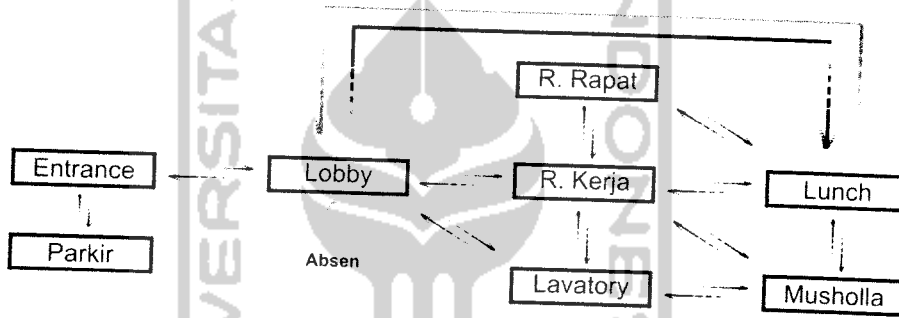 R. Rapat
Entrance
Lobby
R. Kerja
Lunch
Parkir
Absen
Lavatory
Musholla